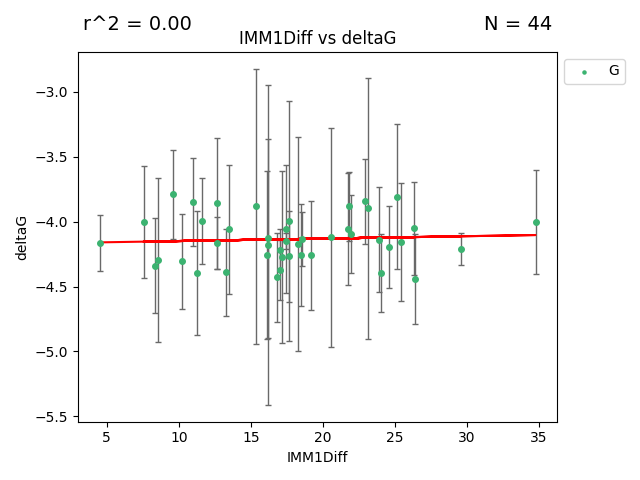 r^2 = 0.00
N = 44
IMM1Diff vs deltaG
G
−3.0
−3.5
−4.0
−4.5
−5.0
−5.5
deltaG
5 10 15 20 25 30 35
IMM1Diff